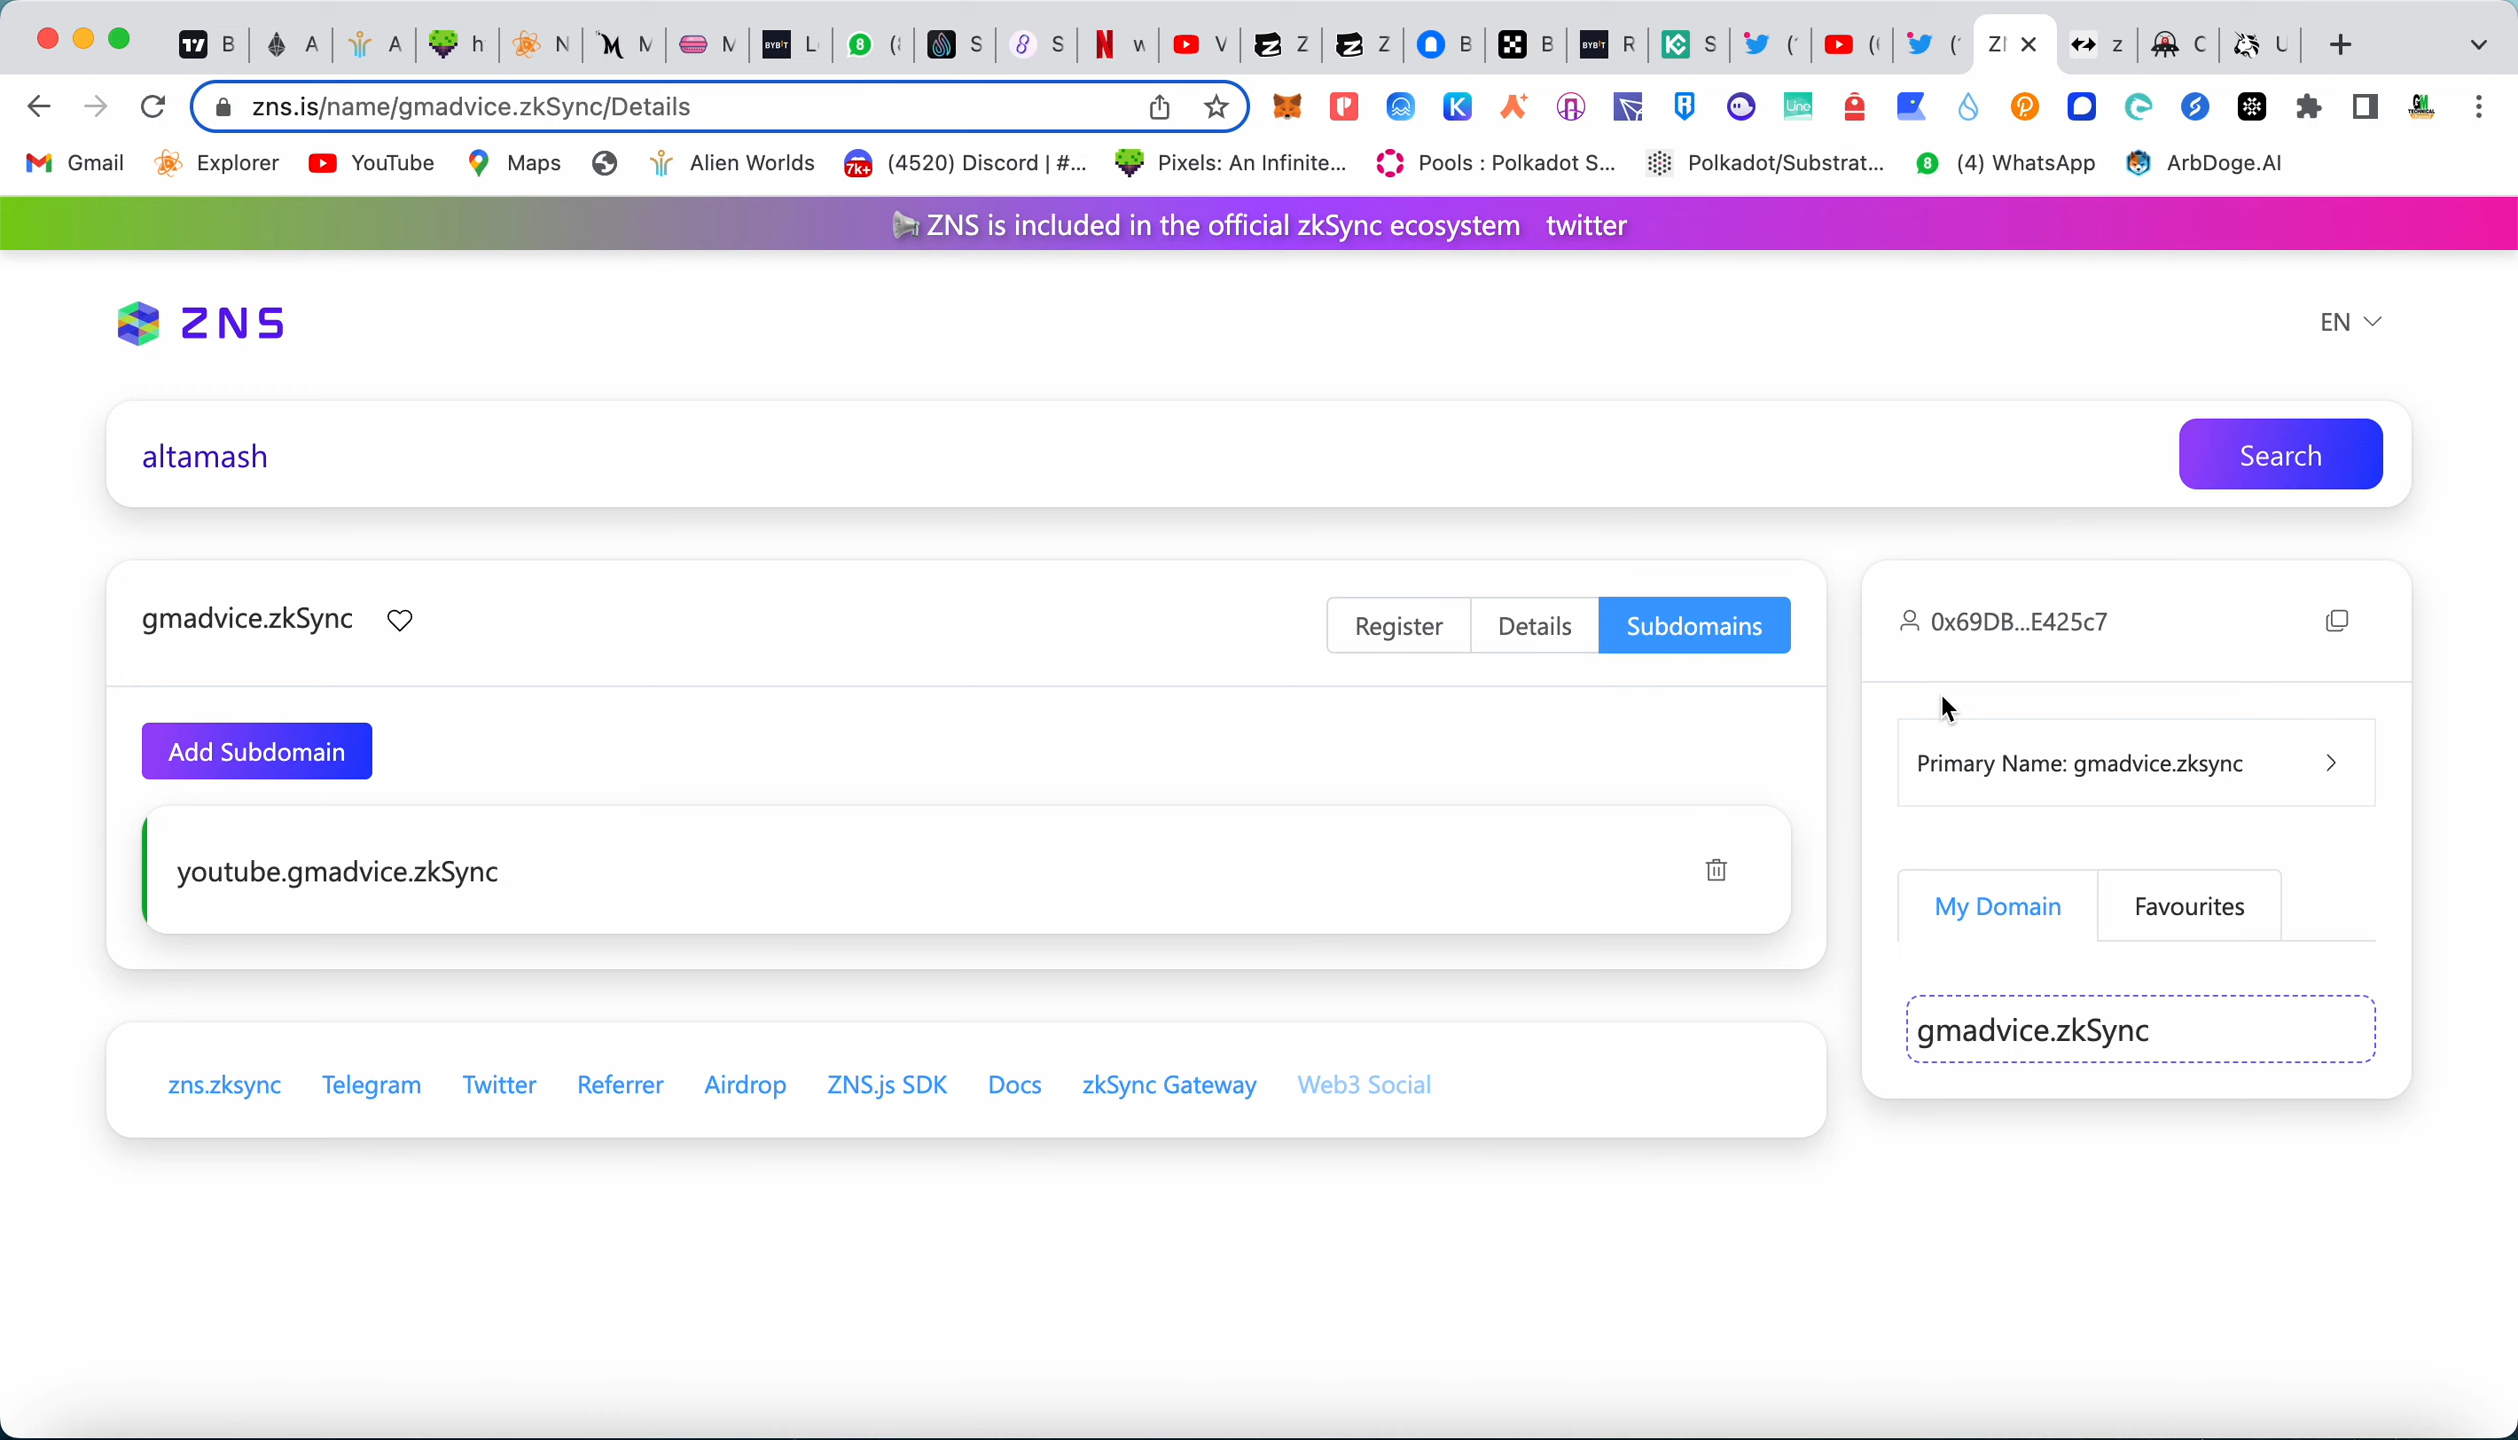 B A A h N M M L (8 S S w V Z Z B B R S (' (( (' ZI z C U
zns.is/name/gmadvice.zkSync/Details
Gmail Explorer YouTube Maps Alien Worlds (4520) Discord | #... Pixels: An Infinite... Pools : Polkadot S... Polkadot/Substrat... (4) WhatsApp ArbDoge.AI
ZNS is included in the official zkSync ecosystem twitter
ZNS
EN
altamash
Search
gmadvice.zkSync
Register Details Subdomains
0x69DB...E425c7
Add Subdomain
Primary Name: gmadvice.zksync
youtube.gmadvice.zkSync
My Domain Favourites
gmadvice.zkSync
zns.zksync Telegram Twitter Referrer Airdrop ZNS.js SDK Docs zkSync Gateway Web3 Social